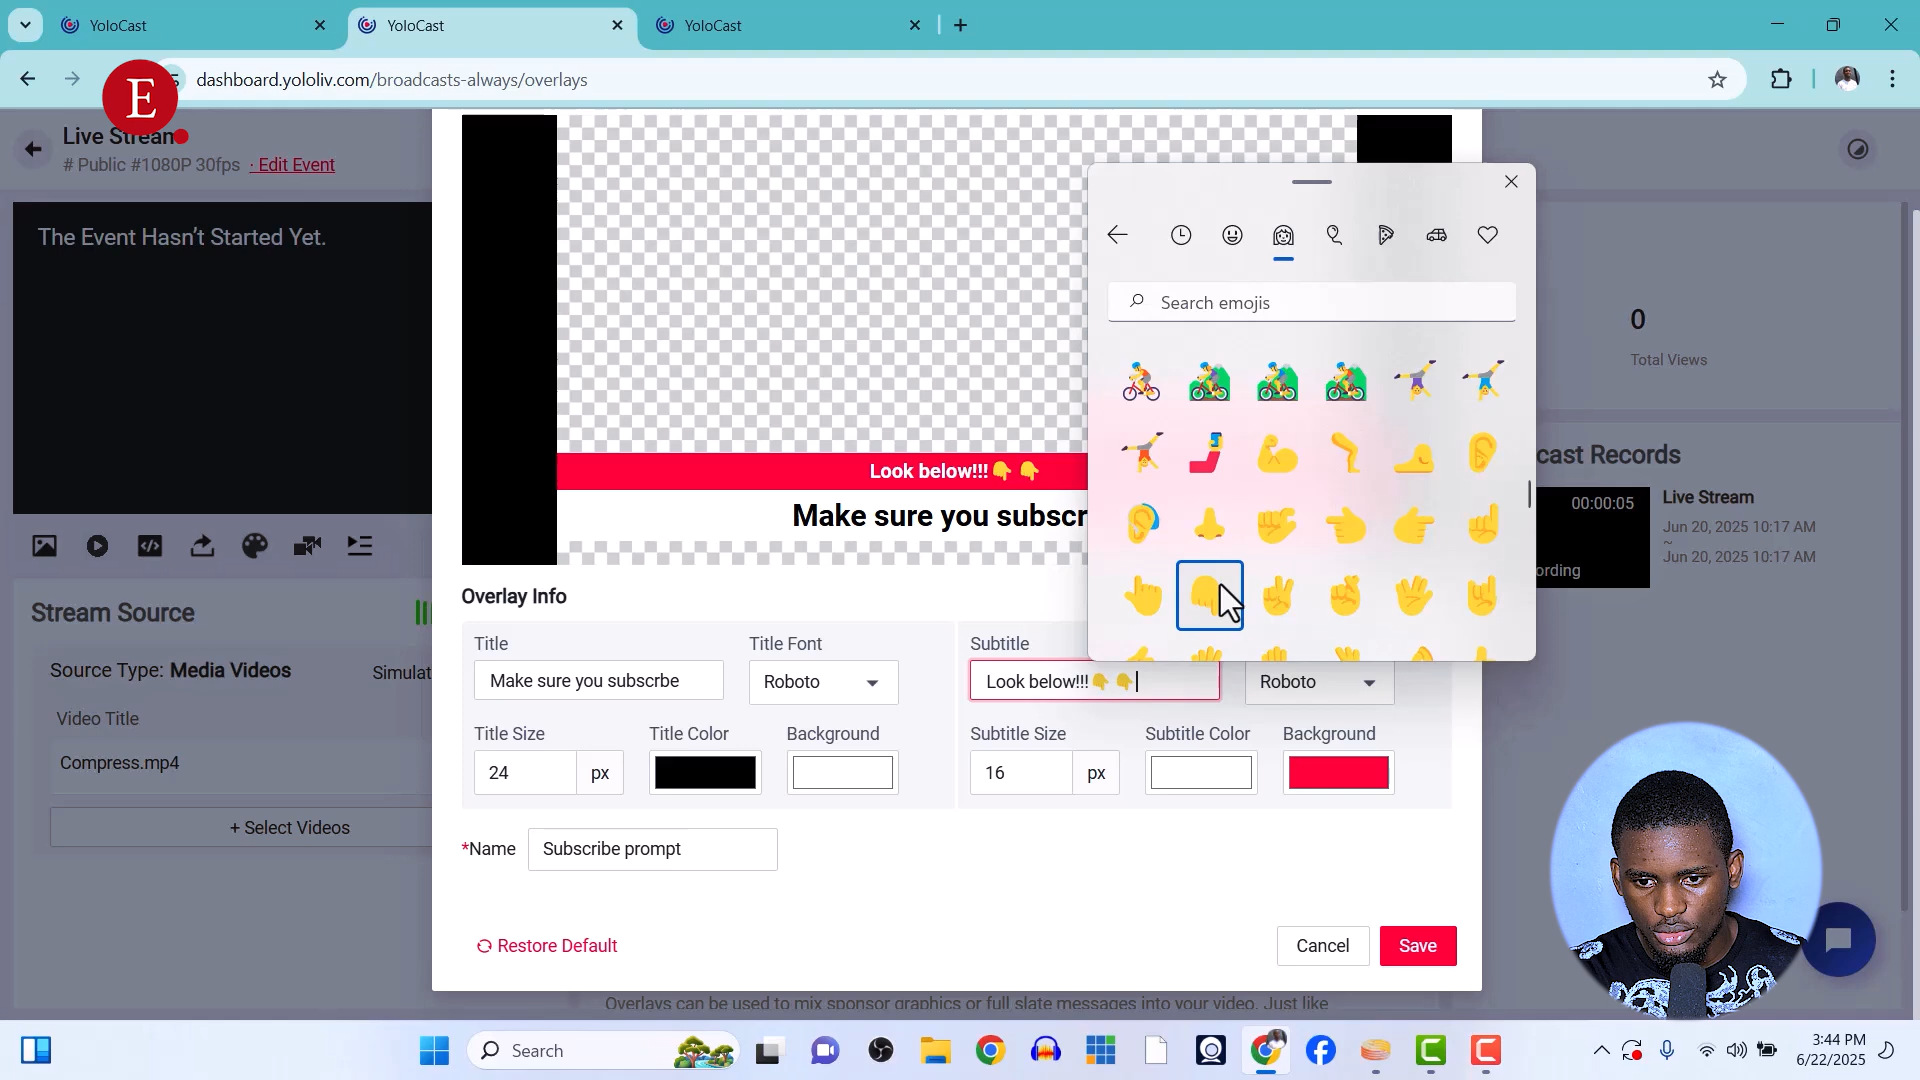 YoloCast
YoloCast
YoloCast
dashboard.yololiv.com/broadcasts-always/overlays
E
Live Stream
# Public #1080P 30fps · Edit Event
The Event Hasn't Started Yet.
Search emojis
0
Total Views
Look below!!!👇👇
Make sure you subscr
cast Records
00:00:05
Live Stream
Jun 20, 2025 10:17 AM
~
Jun 20, 2025 10:17 AM
ording
Overlay Info
Stream Source
Title
Title Font
Subtitle
Make sure you subscrbe
Roboto
Look below!!!👇👇
Roboto
Source Type: Media Videos
Simulat
Video Title
Title Size
Title Color
Background
Subtitle Size
Subtitle Color
Background
Compress.mp4
24
px
16
px
+ Select Videos
*Name
Subscribe prompt
Restore Default
Cancel
Save
Overlays can be used to mix sponsor graphics or full slate messages into your video. Just like
Search
3:44 PM
6/22/2025